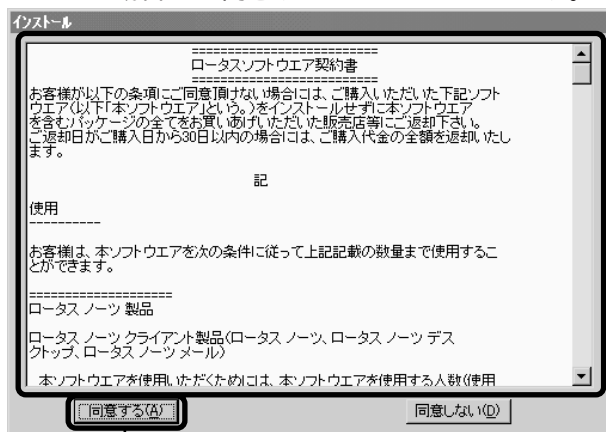 インストール
==========================
ロータスソフトウエア契約書
==========================
お客様が以下の条項にご同意頂けない場合には、ご購入いただいた下記ソフト
ウエア(以下「本ソフトウエア」という。)をインストールせずに本ソフトウエア
を含むパッケージの全てをお買いあげいただいた販売店等にご返却下さい。
ご返却日がご購入日から30日以内の場合には、ご購入代金の全額を返却いたし
ます。
記
使用
----------
お客様は、本ソフトウエアを次の条件に従って上記記載の数量まで使用するこ
とができます。
====================
ロータス ノーツ 製品
ロータス ノーツ クライアント製品(ロータス ノーツ、ロータス ノーツ デス
クトップ、ロータス ノーツ メール)
本ソフトウエアを使用いただくためには、本ソフトウエアを使用する人数(使用
同意する(A)
同意しない(D)